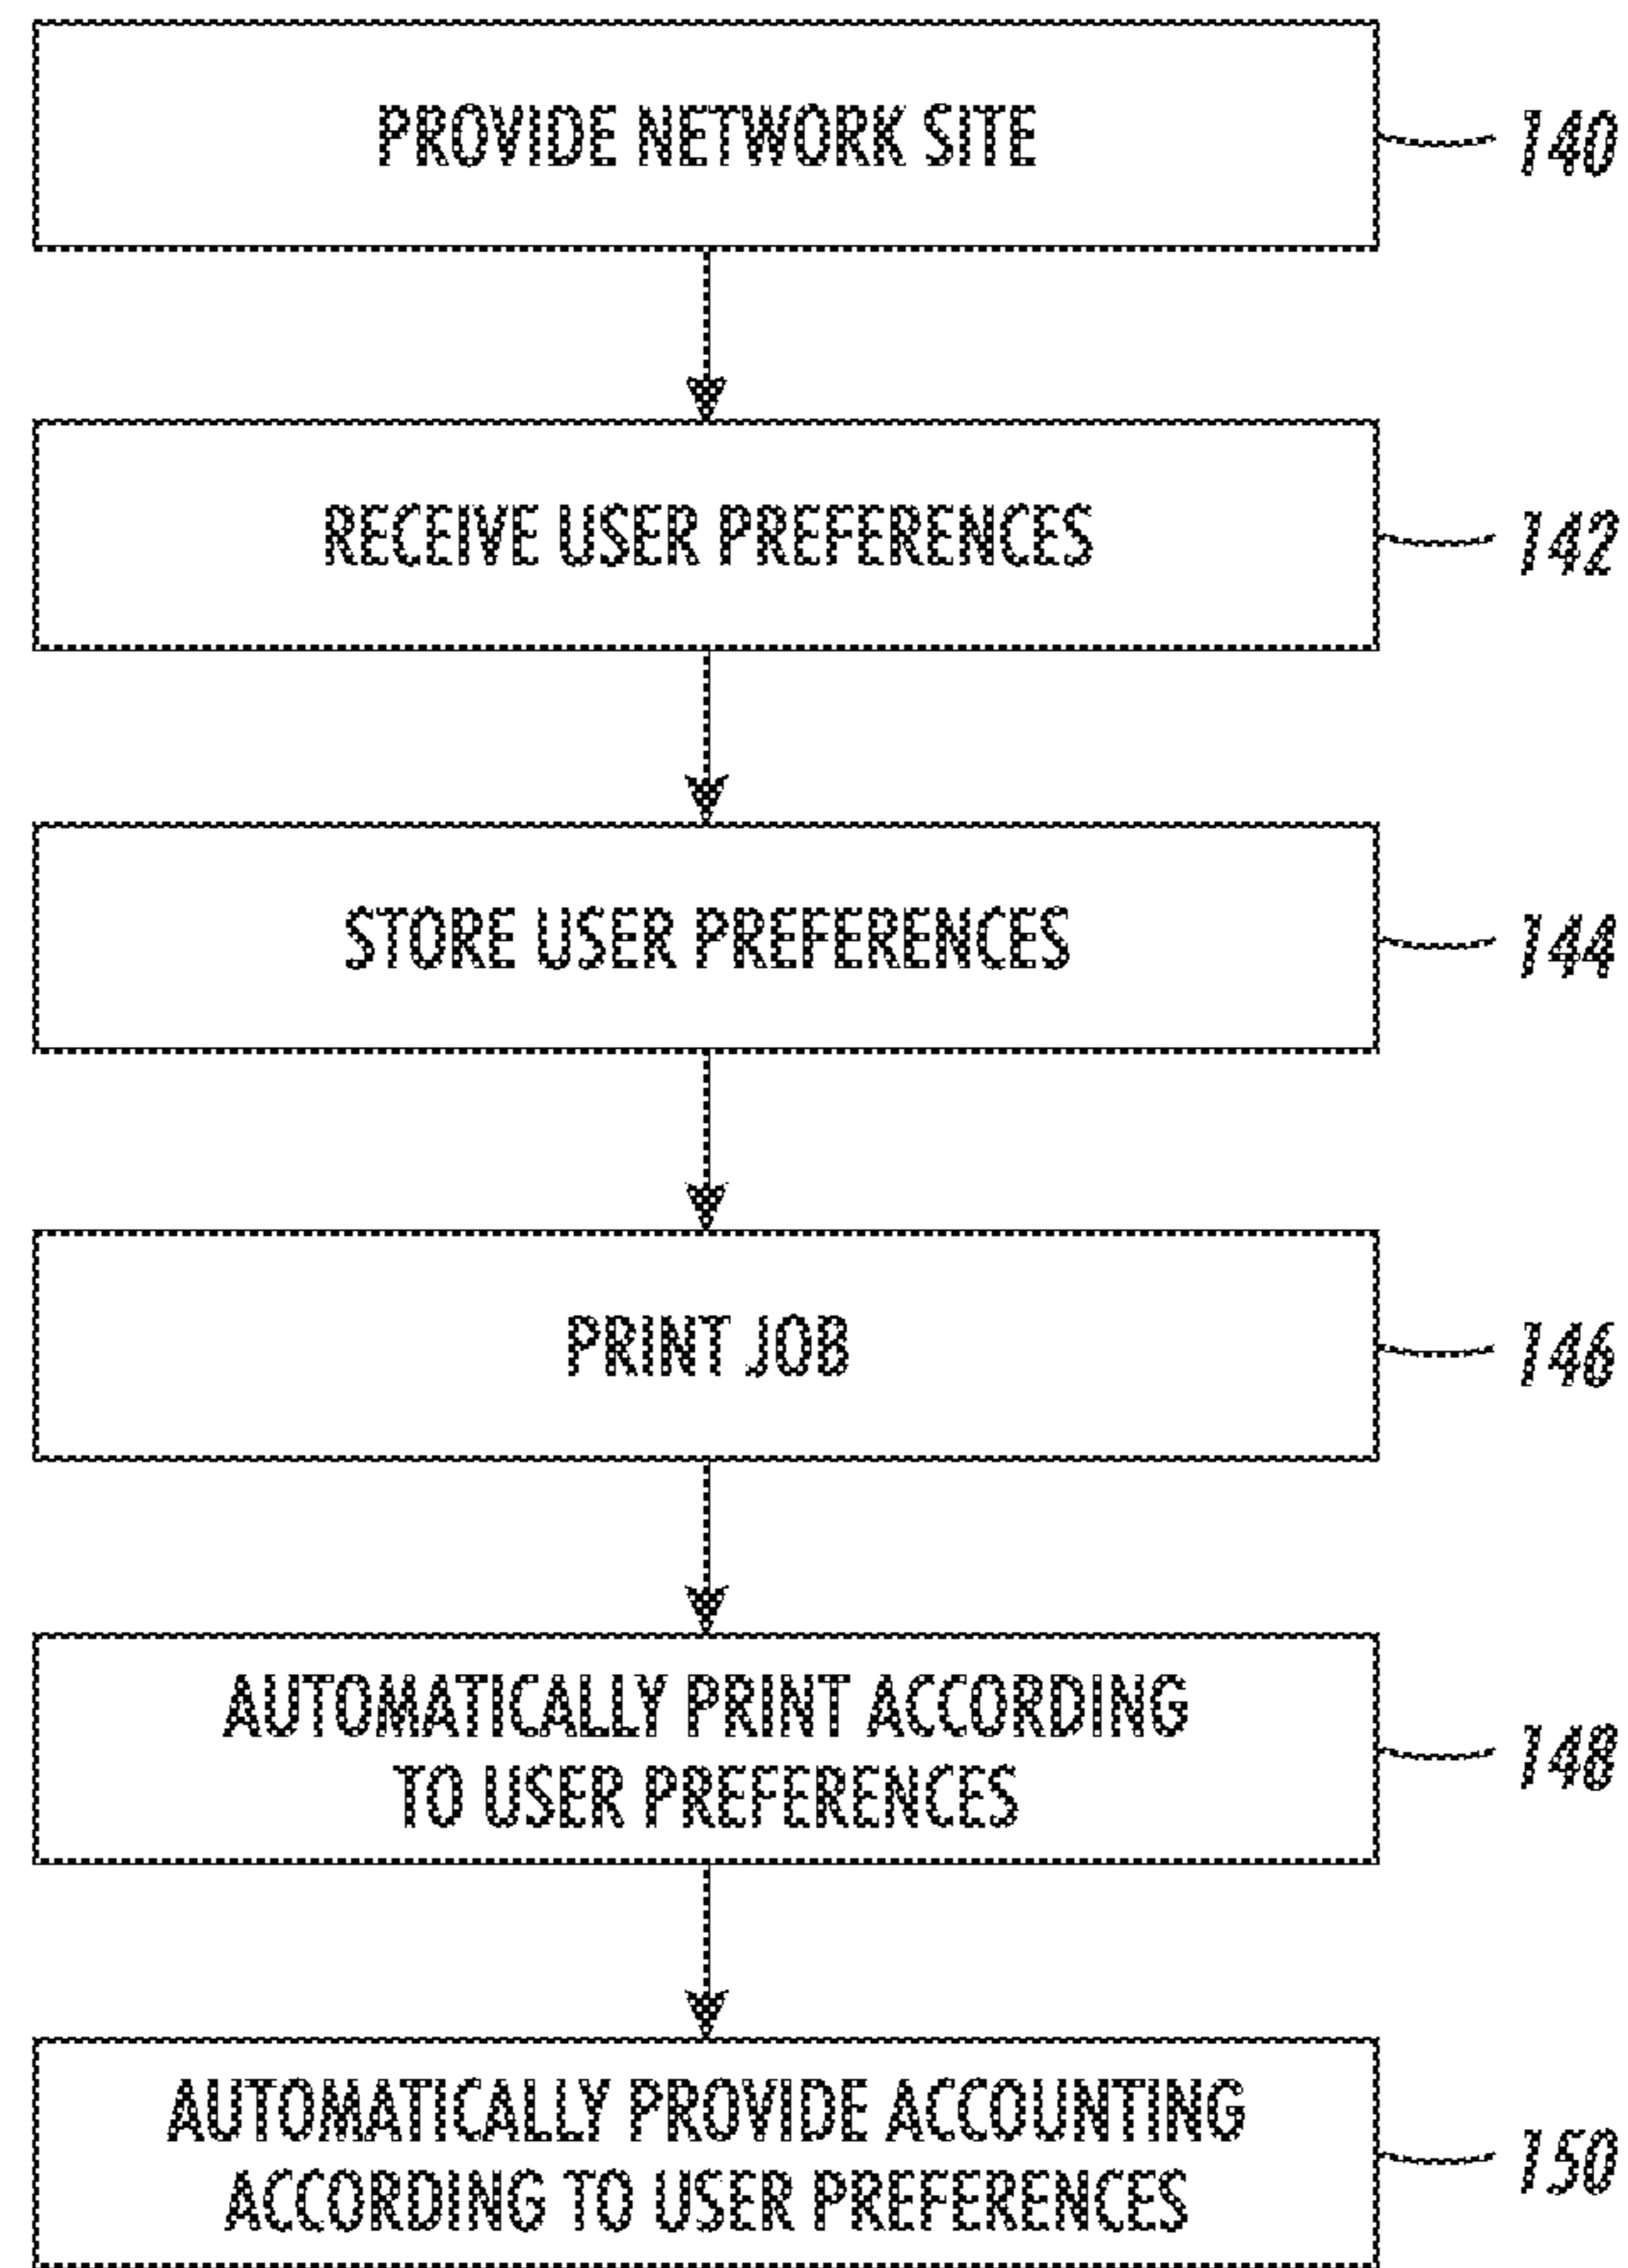 PROVIDE NETWORK SITE
140
RECEIVE USER PREFERENCES
142
STORE USER PREFERENCES
144
PRINT JOB
146
AUTOMATICALLY PRINT ACCORDING
TO USER PREFERENCES
148
AUTOMATICALLY PROVIDE ACCOUNTING
ACCORDING TO USER PREFERENCES
150